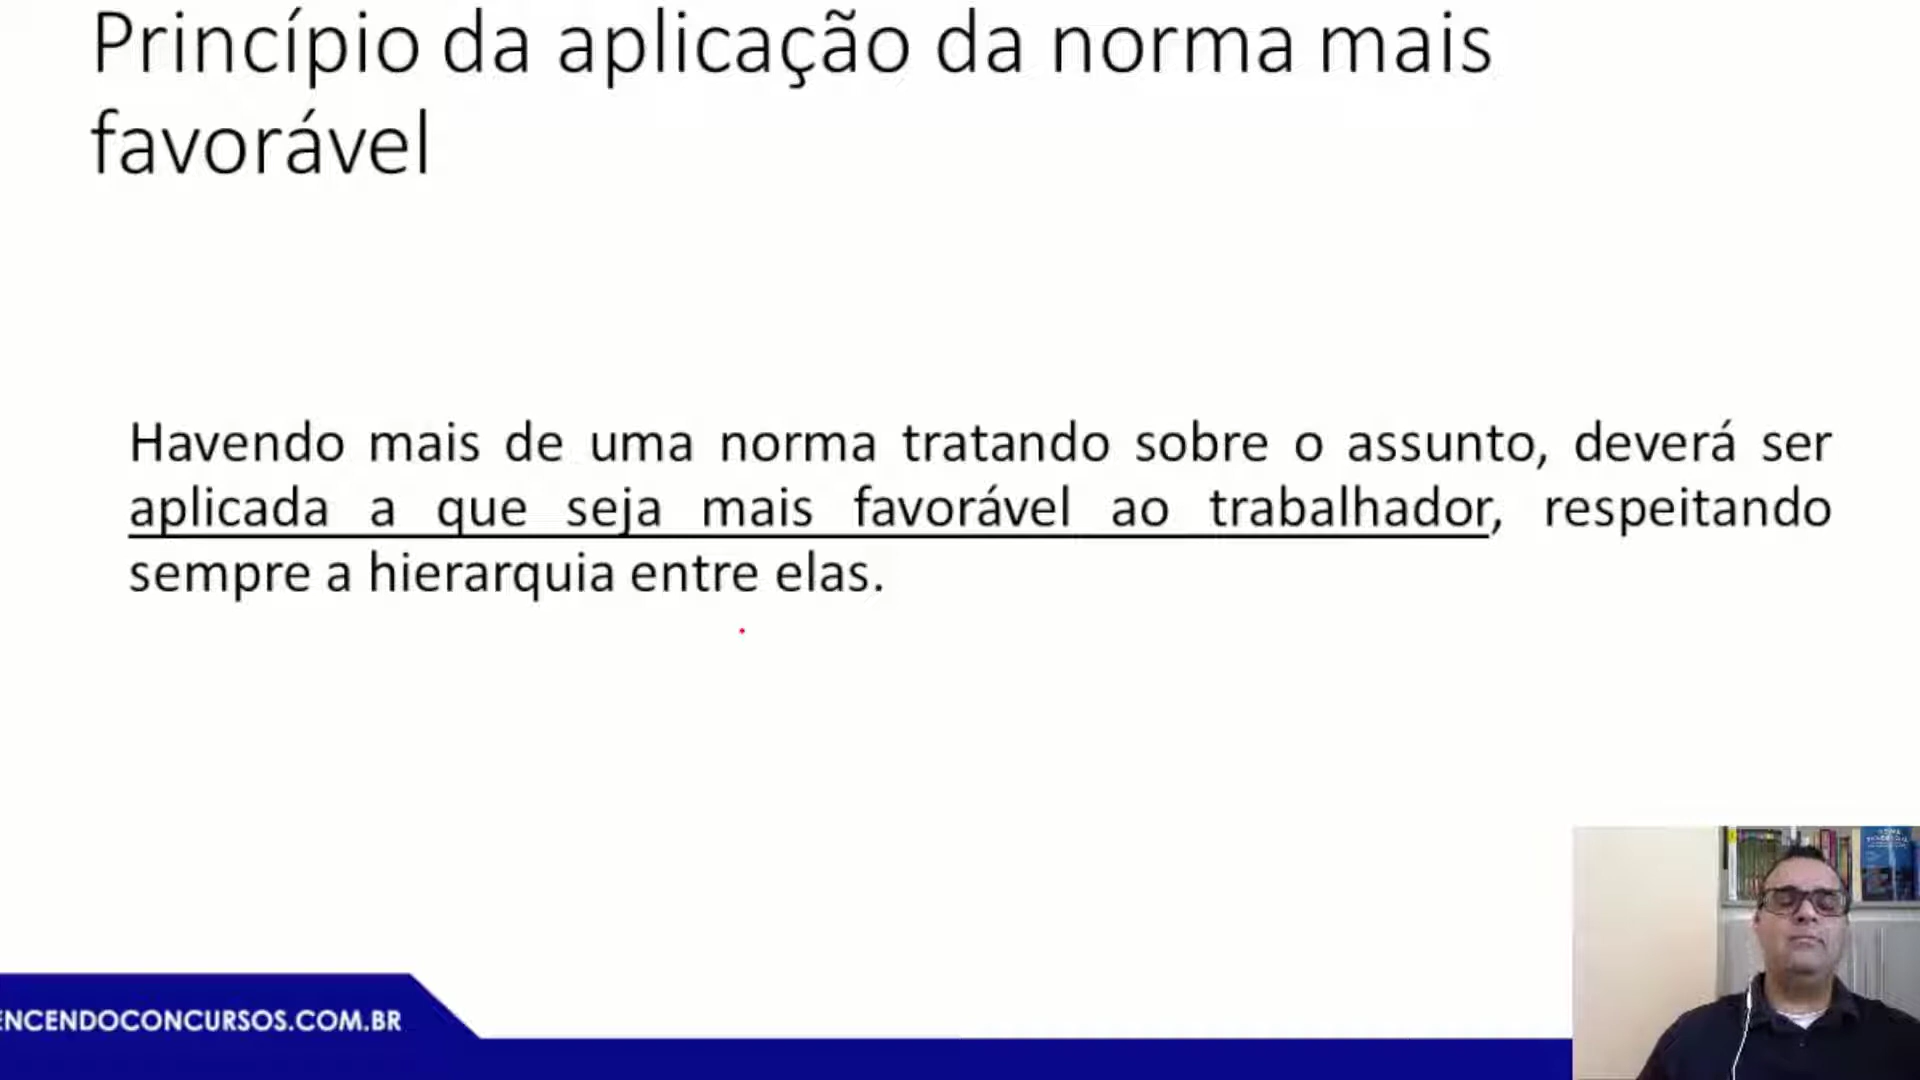 Princípio da aplicação da norma mais
favorável
Havendo mais de uma norma tratando sobre o assunto, deverá ser
aplicada a que seja mais favorável ao trabalhador, respeitando
sempre a hierarquia entre elas.
ENCENDOCONCURSOS.COM.BR